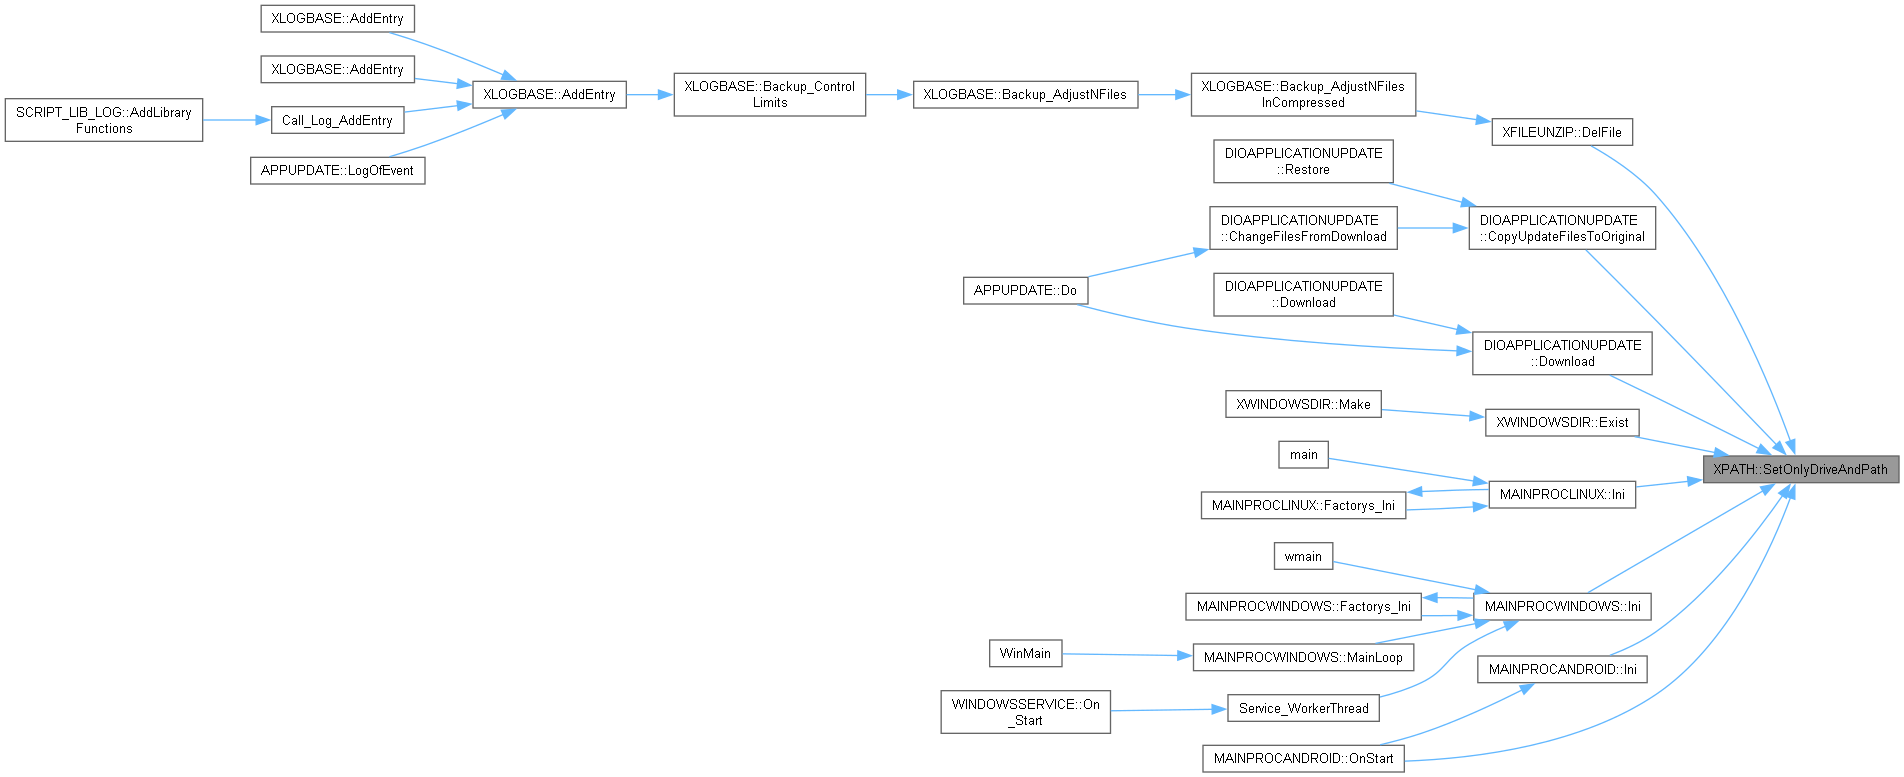 XLOGBASE::AddEntry
XLOGBASE::AddEntry
SCRIPT_LIB_LOG::AddLibrary
Functions
Call_Log_AddEntry
APPUPDATE::LogOfEvent
XLOGBASE::AddEntry
XLOGBASE::Backup_Control
Limits
XLOGBASE::Backup_AdjustNFiles
XLOGBASE::Backup_AdjustNFiles
InCompressed
XFILEUNZIP::DelFile
DIOAPPLICATIONUPDATE
::Restore
DIOAPPLICATIONUPDATE
::ChangeFilesFromDownload
DIOAPPLICATIONUPDATE
::CopyUpdateFilesToOriginal
APPUPDATE::Do
DIOAPPLICATIONUPDATE
::Download
DIOAPPLICATIONUPDATE
::Download
XWINDOWSDIR::Make
XWINDOWSDIR::Exist
main
XPATH::SetOnlyDriveAndPath
MAINPROCLINUX::Factorys_Ini
MAINPROCLINUX::Ini
wmain
MAINPROCWINDOWS::Factorys_Ini
MAINPROCWINDOWS::Ini
WinMain
MAINPROCWINDOWS::MainLoop
MAINPROCANDROID::Ini
WINDOWSSERVICE::On
_Start
Service_WorkerThread
MAINPROCANDROID::OnStart